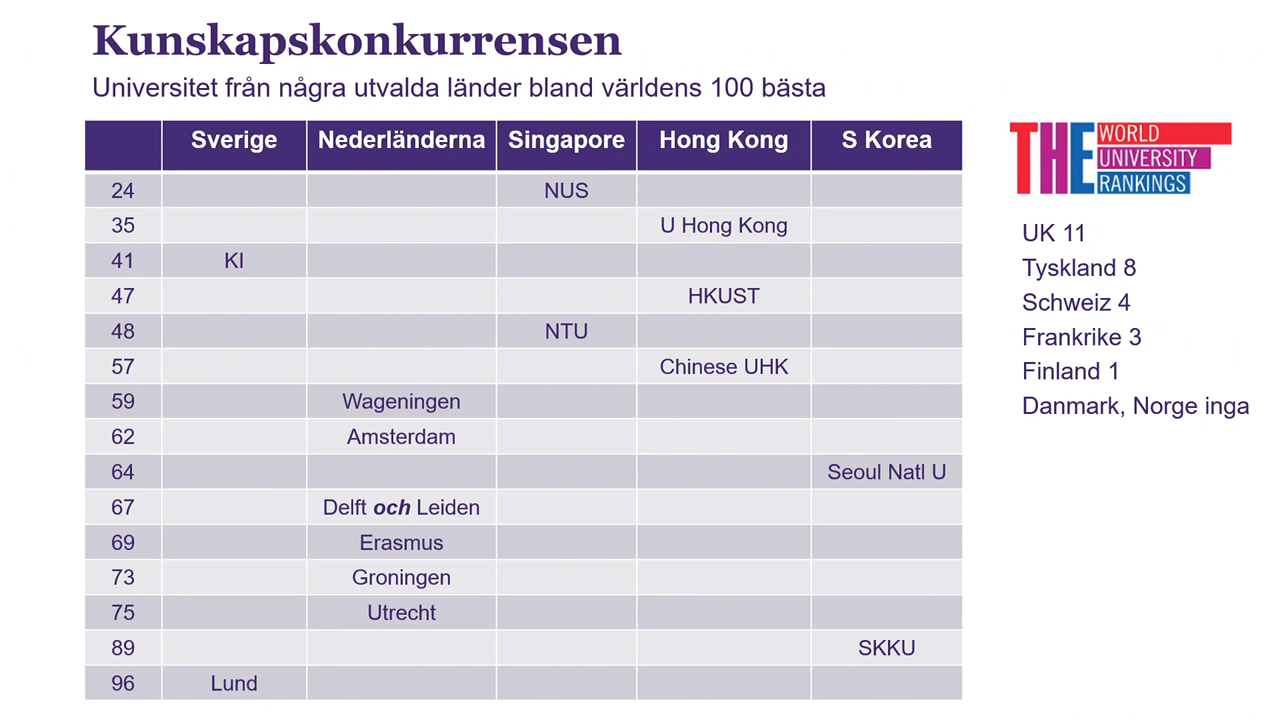 Kunskapskonkurrensen
Universitet från några utvalda länder bland världens 100 bästa
Sverige Nederländerna Singapore Hong Kong S Korea
24 NUS
35 U Hong Kong
41 KI
47 HKUST
48 NTU
57 Chinese UHK
59 Wageningen
62 Amsterdam
64 Seoul Natl U
67 Delft och Leiden
69 Erasmus
73 Groningen
75 Utrecht
89 SKKU
96 Lund
THE WORLD
UNIVERSITY
RANKINGS
UK 11
Tyskland 8
Schweiz 4
Frankrike 3
Finland 1
Danmark, Norge inga